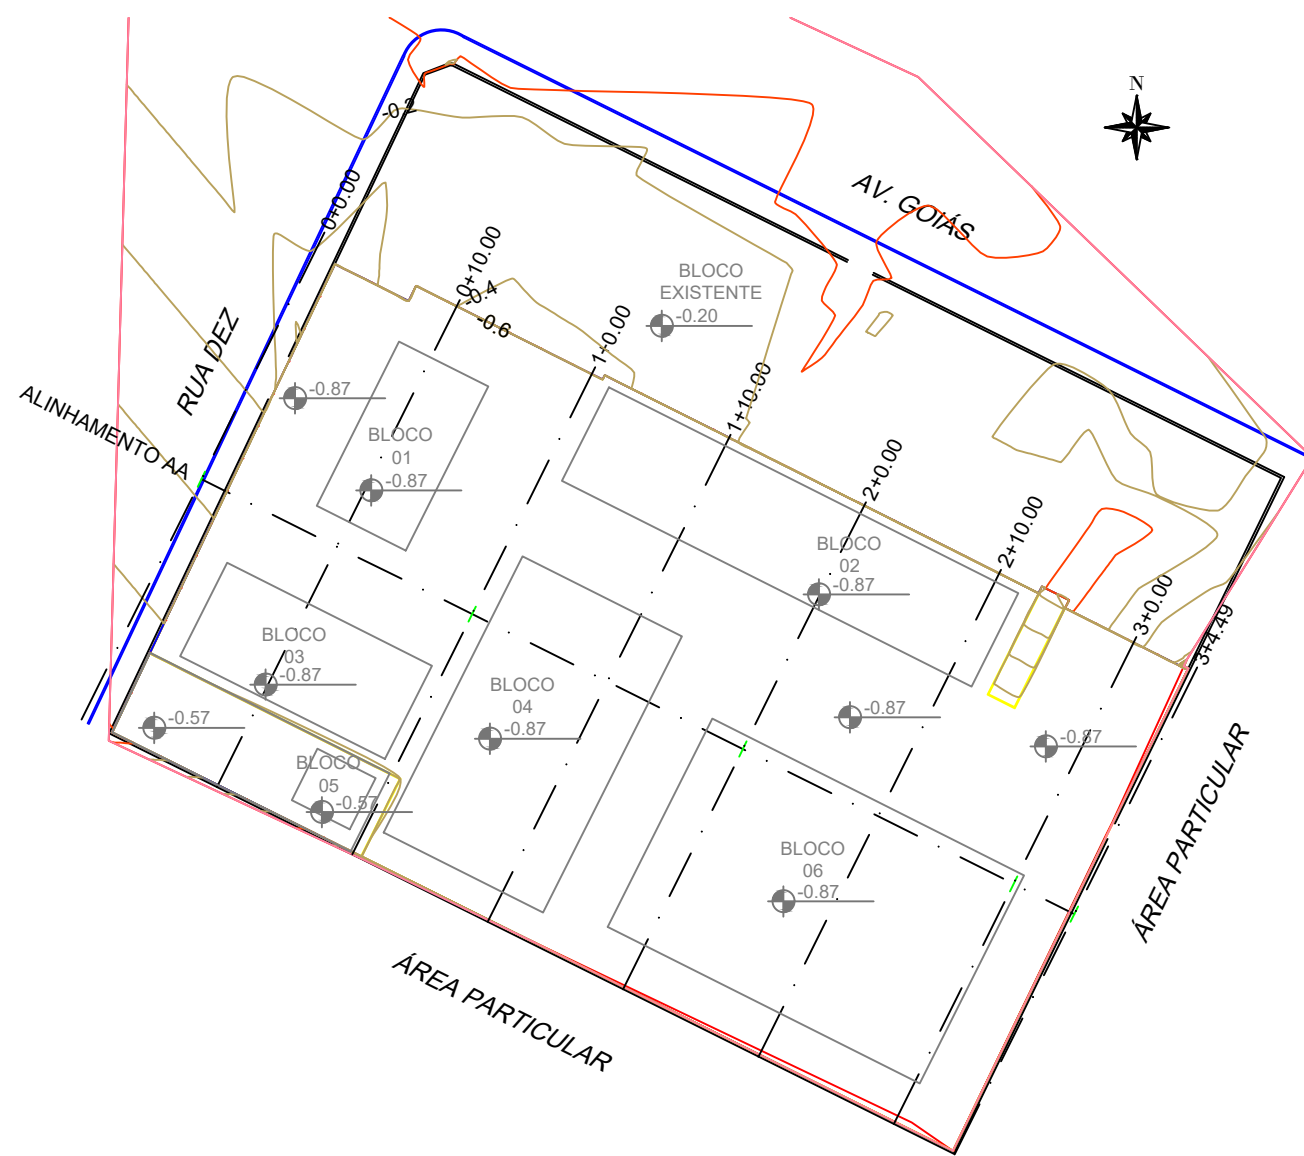 N
-0.2
AV. GOIÁS
0+0.00
0+10.00
-0.4
-0.6
BLOCO
EXISTENTE
-0.20
1+0.00
1+10.00
RUA DEZ
ALINHAMENTO AA
-0.87
BLOCO
01
-0.87
2+0.00
2+10.00
BLOCO
02
-0.87
3+0.00
3+4.49
BLOCO
03
-0.87
-0.57
BLOCO
04
-0.87
-0.87
-0.87
BLOCO
05
-0.57
BLOCO
06
-0.87
ÁREA PARTICULAR
ÁREA PARTICULAR